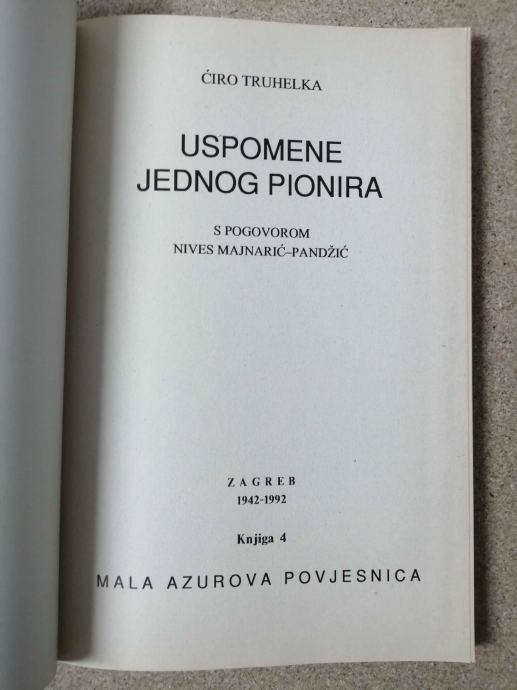 ĆIRO TRUHELKA
USPOMENE
JEDNOG PIONIRA
S POGOVOROM
NIVES MAJNARIĆ–PANDŽIĆ
ZAGREB
1942-1992
Knjiga 4
MALA AZUROVA POVJESNICA